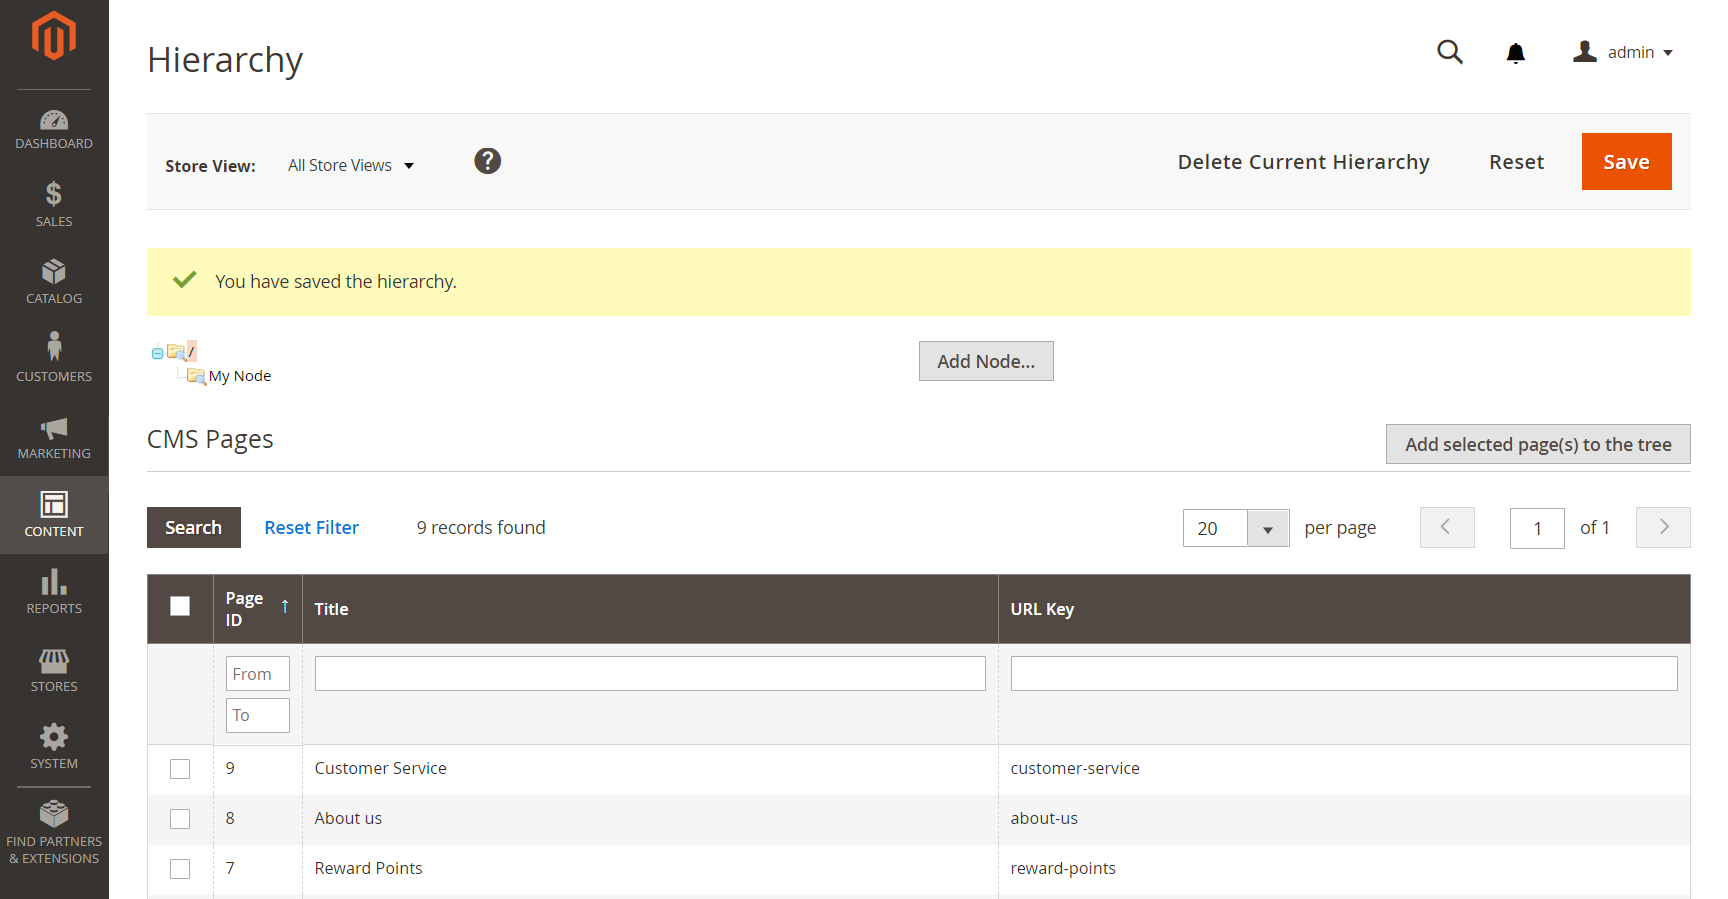 Hierarchy
admin
DASHBOARD
SALES
CATALOG
CUSTOMERS
MARKETING
CONTENT
REPORTS
STORES
SYSTEM
FIND PARTNERS
& EXTENSIONS
Store View: All Store Views ? Delete Current Hierarchy Reset Save
You have saved the hierarchy.
/
My Node
Add Node...
CMS Pages
Add selected page(s) to the tree
Search Reset Filter 9 records found 20 per page 1 of 1
Page ID ↑ Title URL Key
From
To
9 Customer Service customer-service
8 About us about-us
7 Reward Points reward-points